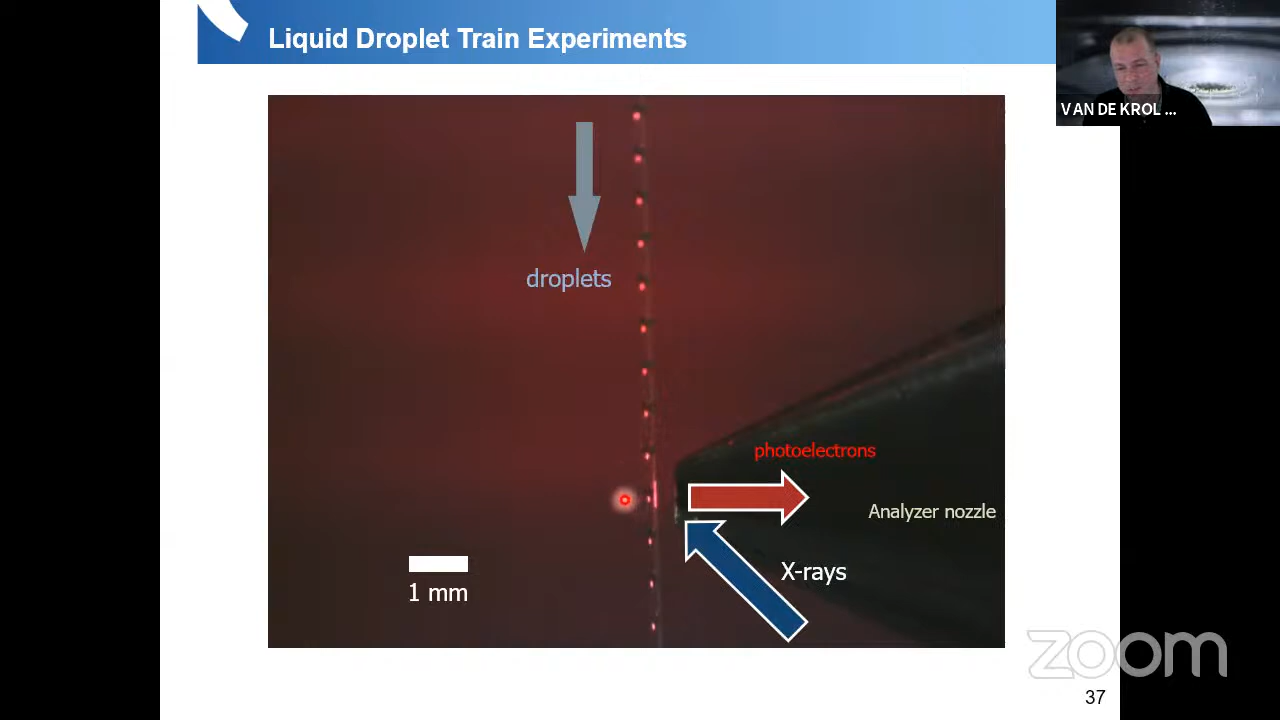 Liquid Droplet Train Experiments
VAN DE KROL ...
droplets
photoelectrons
Analyzer nozzle
X-rays
1 mm
zoom
37